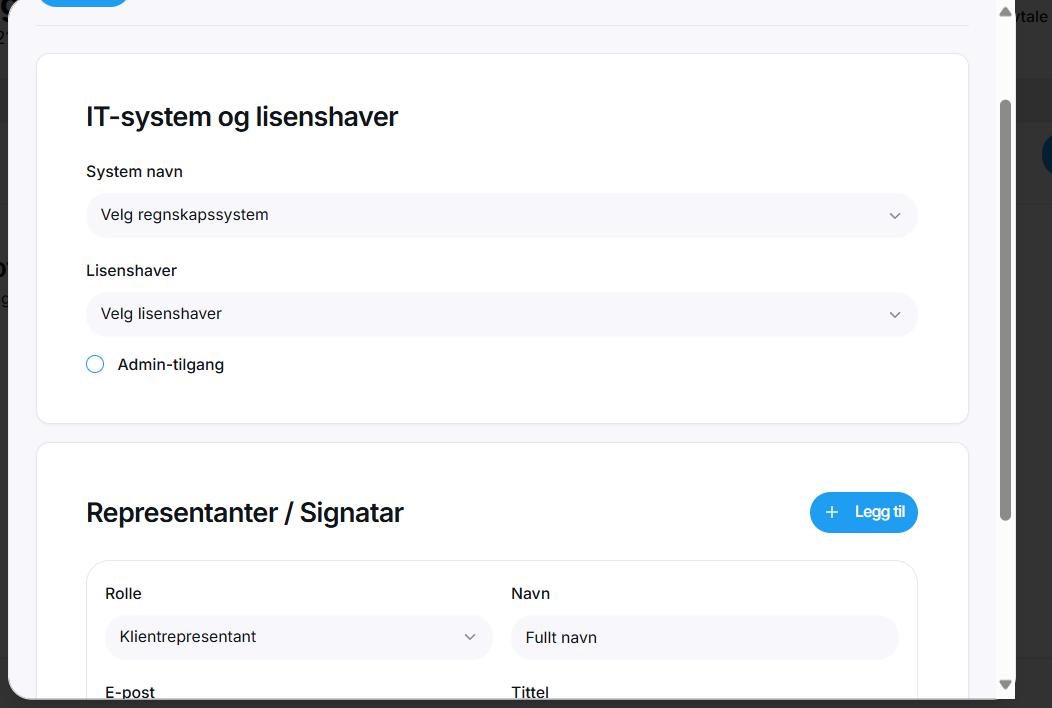 IT-system og lisenshaver
System navn
Velg regnskapssystem
Lisenshaver
Velg lisenshaver
Admin-tilgang
Representanter / Signatar
+ Legg til
Rolle
Navn
Klientrepresentant
Fullt navn
E-post
Tittel